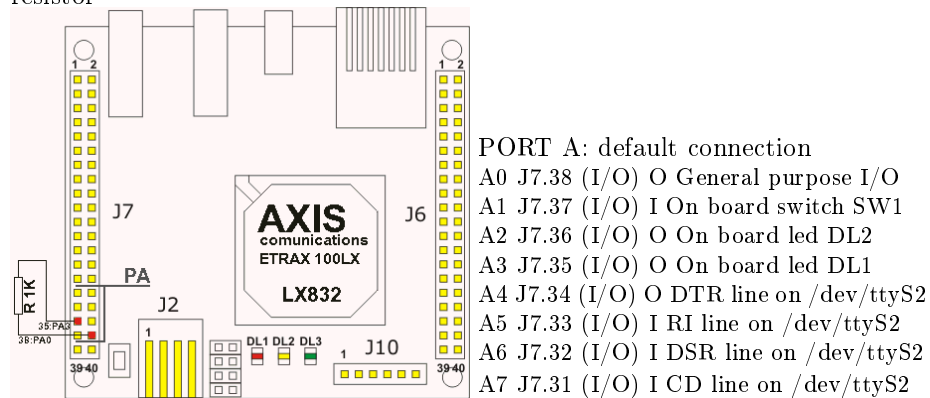 1 2
1 2
J7
AXIS
comunications
ETRAX 100LX
LX832
J6
PA
R 1K
35:PA3
38:PA0
J2
1
DL1 DL2 DL3
J10
1
39 40
39 40
PORT A: default connection
A0 J7.38 (I/O) O General purpose I/O
A1 J7.37 (I/O) I On board switch SW1
A2 J7.36 (I/O) O On board led DL2
A3 J7.35 (I/O) O On board led DL1
A4 J7.34 (I/O) O DTR line on /dev/ttyS2
A5 J7.33 (I/O) I RI line on /dev/ttyS2
A6 J7.32 (I/O) I DSR line on /dev/ttyS2
A7 J7.31 (I/O) I CD line on /dev/ttyS2